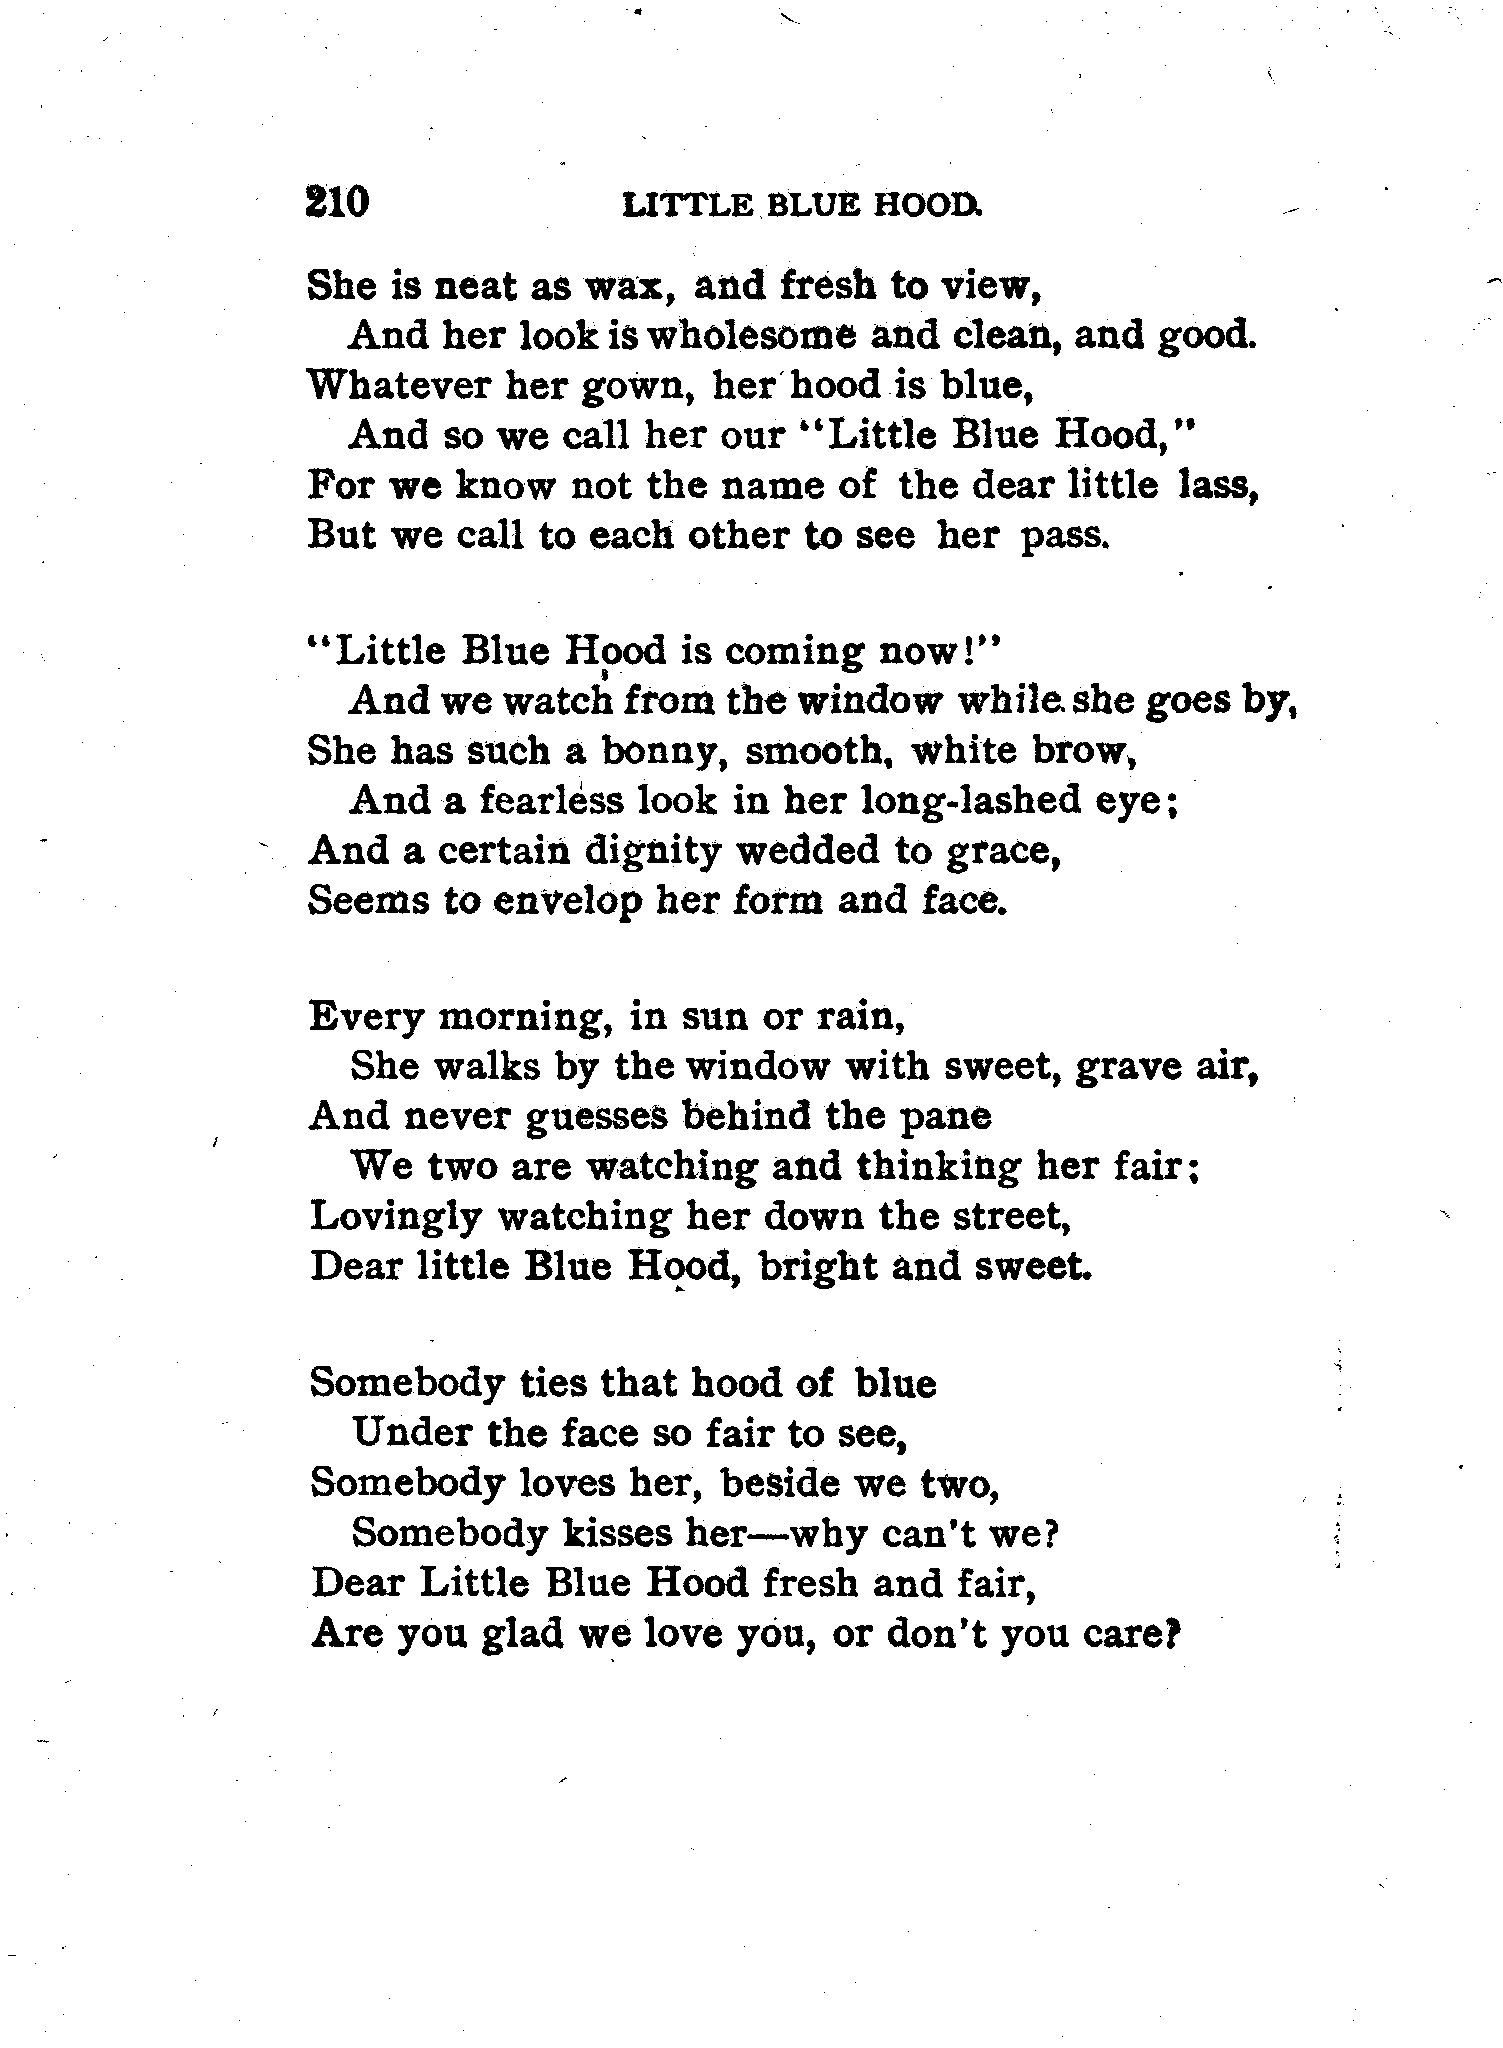 210 LITTLE BLUE HOOD.
She is neat as wax, and fresh to view,
And her look is wholesome and clean, and good.
Whatever her gown, her hood is blue,
And so we call her our "Little Blue Hood,"
For we know not the name of the dear little lass,
But we call to each other to see her pass.
"Little Blue Hood is coming now!"
And we watch from the window while she goes by,
She has such a bonny, smooth, white brow,
And a fearless look in her long-lashed eye;
And a certain dignity wedded to grace,
Seems to envelop her form and face.
Every morning, in sun or rain,
She walks by the window with sweet, grave air,
And never guesses behind the pane
We two are watching and thinking her fair;
Lovingly watching her down the street,
Dear little Blue Hood, bright and sweet.
Somebody ties that hood of blue
Under the face so fair to see,
Somebody loves her, beside we two,
Somebody kisses her—why can't we?
Dear Little Blue Hood fresh and fair,
Are you glad we love you, or don't you care?